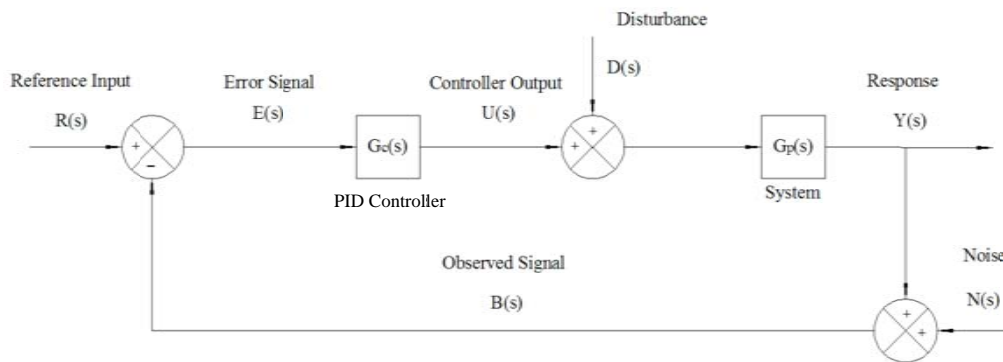 Disturbance
D(s)
Reference Input
R(s)
Error Signal
E(s)
Controller Output
U(s)
Response
Y(s)
+
−
Gc(s)
PID Controller
+
+
Gp(s)
System
Observed Signal
B(s)
Noise
N(s)
+
+